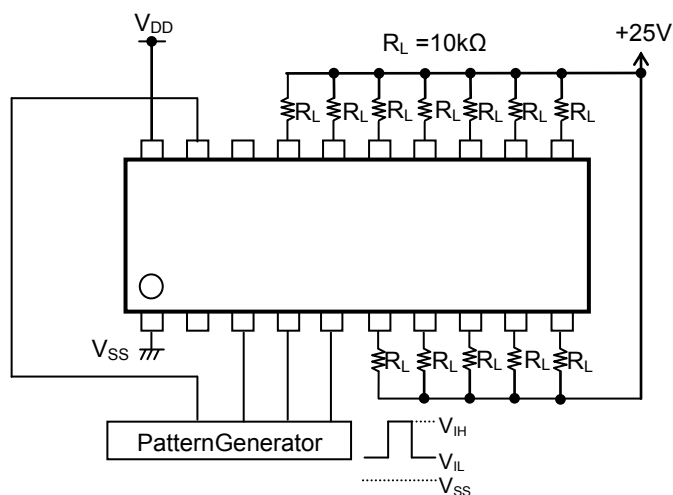 VDD
RL =10kΩ
+25V
RL RL RL RL RL RL RL
VSS
RL RL RL RL RL
PatternGenerator
VIH
VIL
VSS